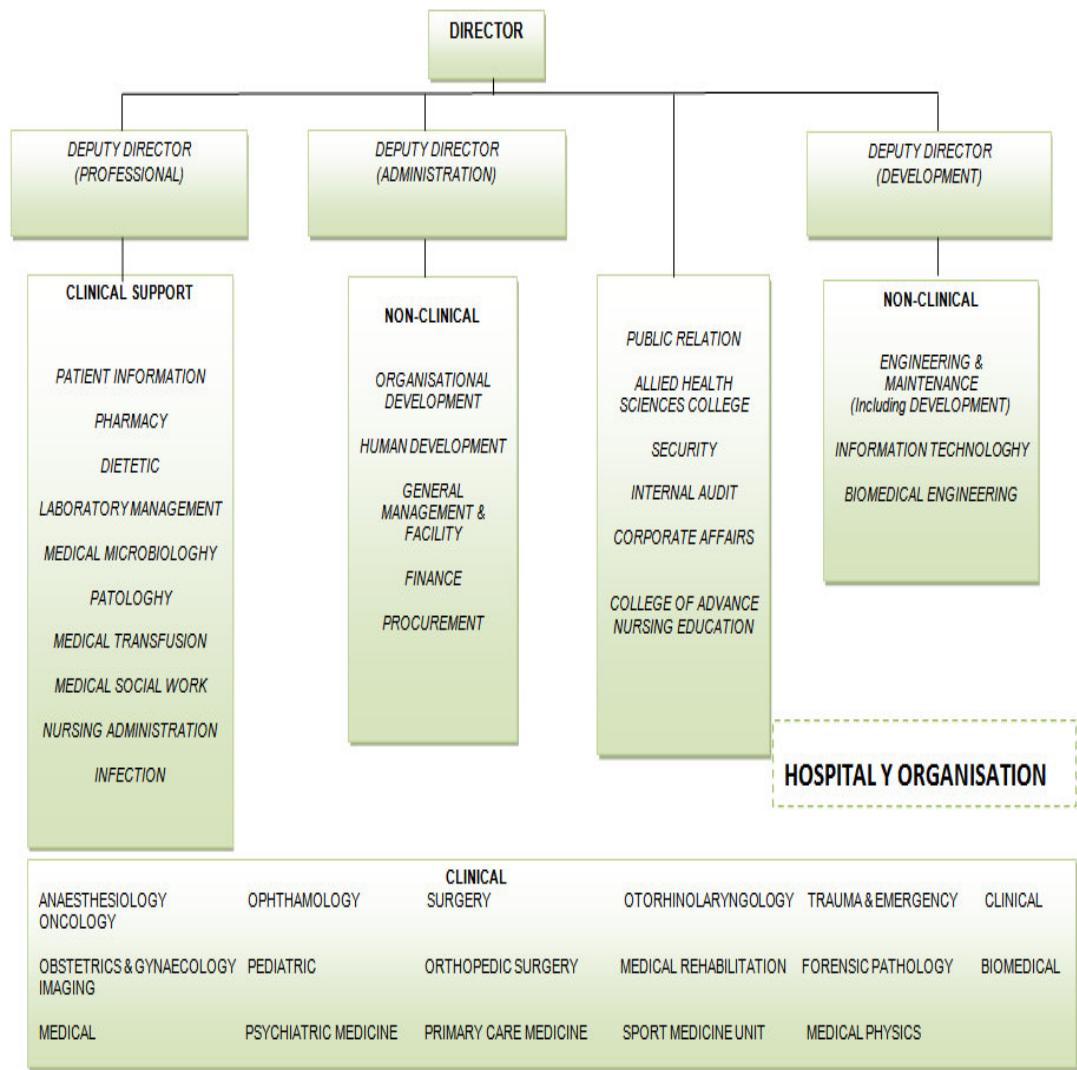 DIRECTOR
DEPUTY DIRECTOR
(PROFESSIONAL)
DEPUTY DIRECTOR
(ADMINISTRATION)
DEPUTY DIRECTOR
(DEVELOPMENT)
CLINICAL SUPPORT
PATIENT INFORMATION
PHARMACY
DIETETIC
LABORATORY MANAGEMENT
MEDICAL MICROBIOLOGHY
PATOLOGHY
MEDICAL TRANSFUSION
MEDICAL SOCIAL WORK
NURSING ADMINISTRATION
INFECTION
NON-CLINICAL
ORGANISATIONAL
DEVELOPMENT
HUMAN DEVELOPMENT
GENERAL
MANAGEMENT &
FACILITY
FINANCE
PROCUREMENT
PUBLIC RELATION
ALLIED HEALTH
SCIENCES COLLEGE
SECURITY
INTERNAL AUDIT
CORPORATE AFFAIRS
COLLEGE OF ADVANCE
NURSING EDUCATION
NON-CLINICAL
ENGINEERING &
MAINTENANCE
(Including DEVELOPMENT)
INFORMATION TECHNOLOGHY
BIOMEDICAL ENGINEERING
HOSPITAL Y ORGANISATION
CLINICAL
ANAESTHESIOLOGY OPHTHAMOLOGY SURGERY OTORHINOLARYNGOLOGY TRAUMA & EMERGENCY CLINICAL
ONCOLOGY
OBSTETRICS & GYNAECOLOGY PEDIATRIC ORTHOPEDIC SURGERY MEDICAL REHABILITATION FORENSIC PATHOLOGY BIOMEDICAL
IMAGING
MEDICAL PSYCHIATRIC MEDICINE PRIMARY CARE MEDICINE SPORT MEDICINE UNIT MEDICAL PHYSICS